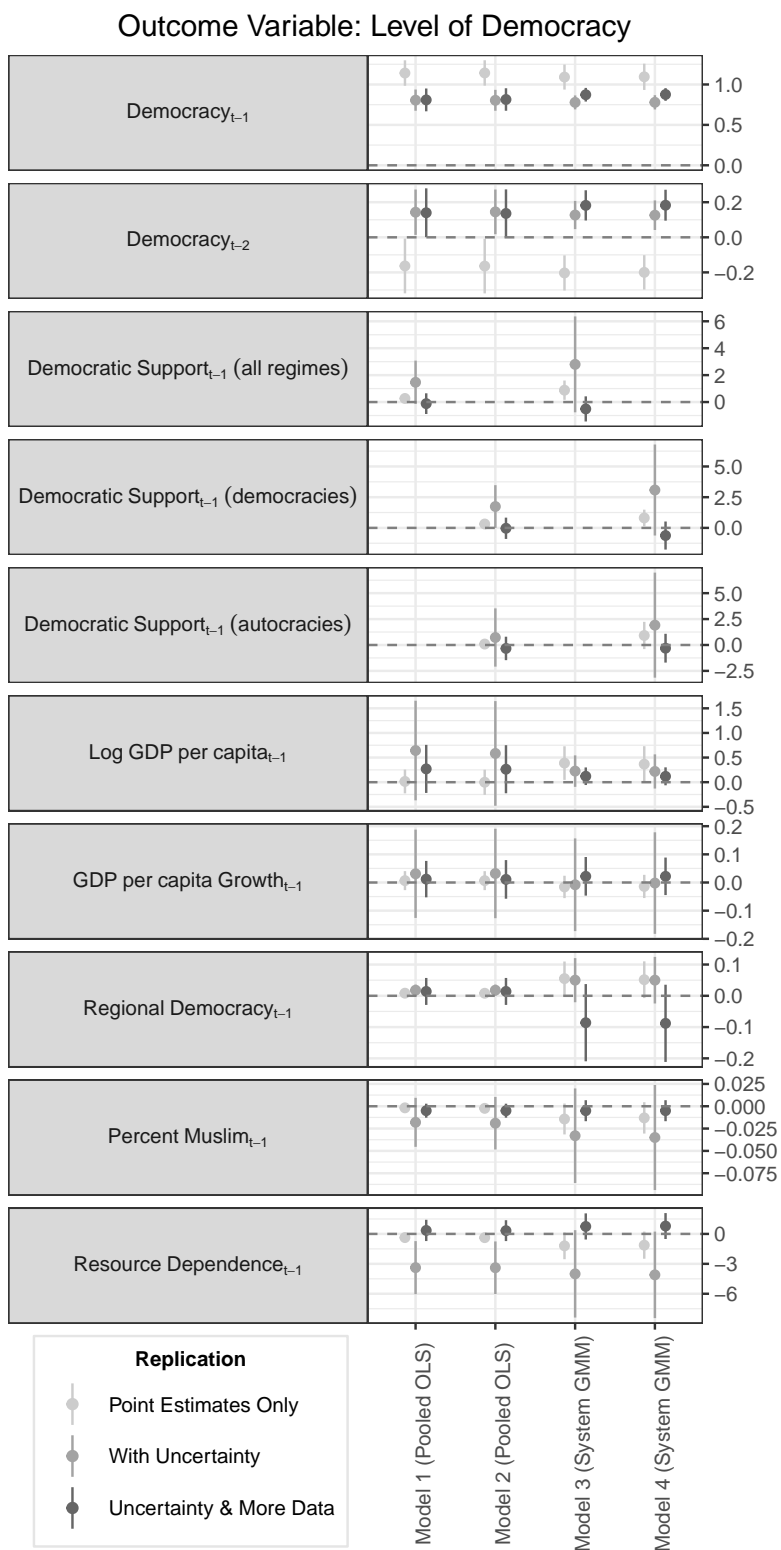 Outcome Variable: Level of Democracy
Democracy_t–1
1.0
0.5
0.0
Democracy_t–2
0.2
0.0
−0.2
Democratic Support_t–1 (all regimes)
6
4
2
0
Democratic Support_t–1 (democracies)
5.0
2.5
0.0
Democratic Support_t–1 (autocracies)
5.0
2.5
0.0
−2.5
Log GDP per capita_t–1
1.5
1.0
0.5
0.0
−0.5
GDP per capita Growth_t–1
0.2
0.1
0.0
−0.1
−0.2
Regional Democracy_t–1
0.1
0.0
−0.1
−0.2
Percent Muslim_t–1
0.025
0.000
−0.025
−0.050
−0.075
Resource Dependence_t–1
0
−3
−6
Model 1 (Pooled OLS)
Model 2 (Pooled OLS)
Model 3 (System GMM)
Model 4 (System GMM)
Replication
Point Estimates Only
With Uncertainty
Uncertainty & More Data